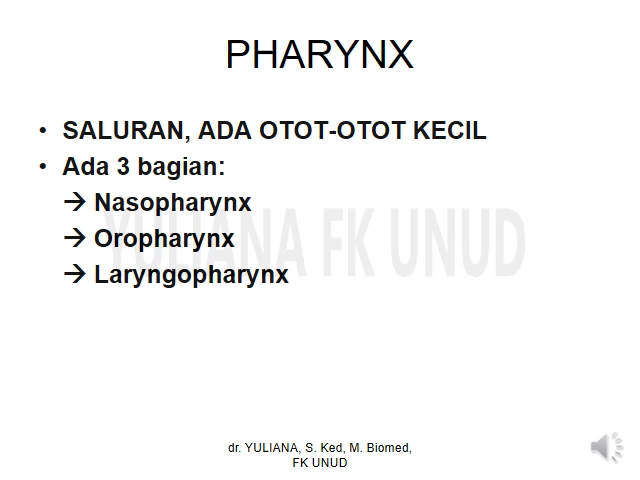 PHARYNX
• SALURAN, ADA OTOT-OTOT KECIL
• Ada 3 bagian:
→ Nasopharynx
→ Oropharynx
→ Laryngopharynx
YULIANA FK UNUD
dr. YULIANA, S. Ked, M. Biomed,
FK UNUD